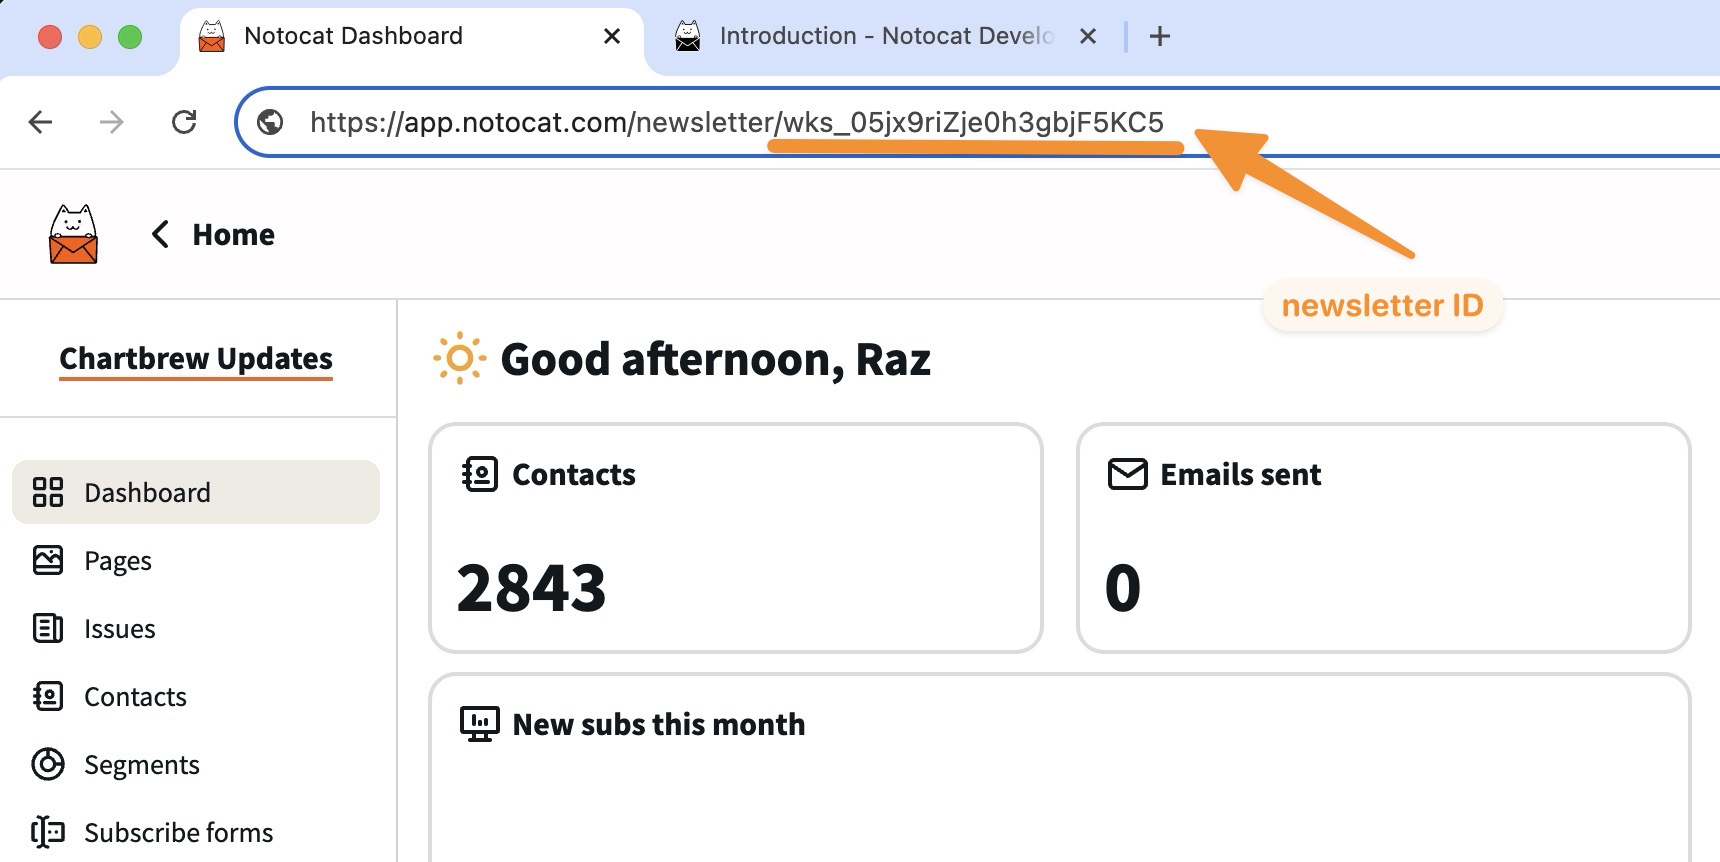 Notocat Dashboard
Introduction - Notocat Develo
https://app.notocat.com/newsletter/wks_05jx9riZje0h3gbjF5KC5
Home
newsletter ID
Chartbrew Updates
Good afternoon, Raz
Contacts
Emails sent
2843
0
New subs this month
Dashboard
Pages
Issues
Contacts
Segments
Subscribe forms